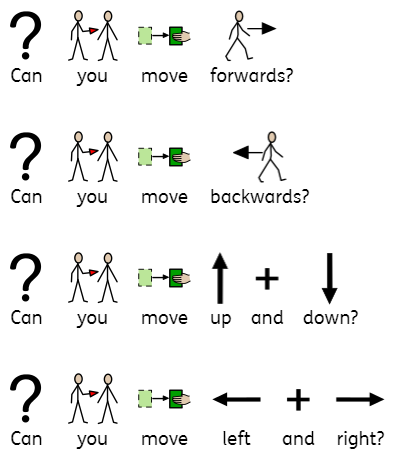 Can you move forwards?
Can you move backwards?
Can you move up and down?
Can you move left and right?